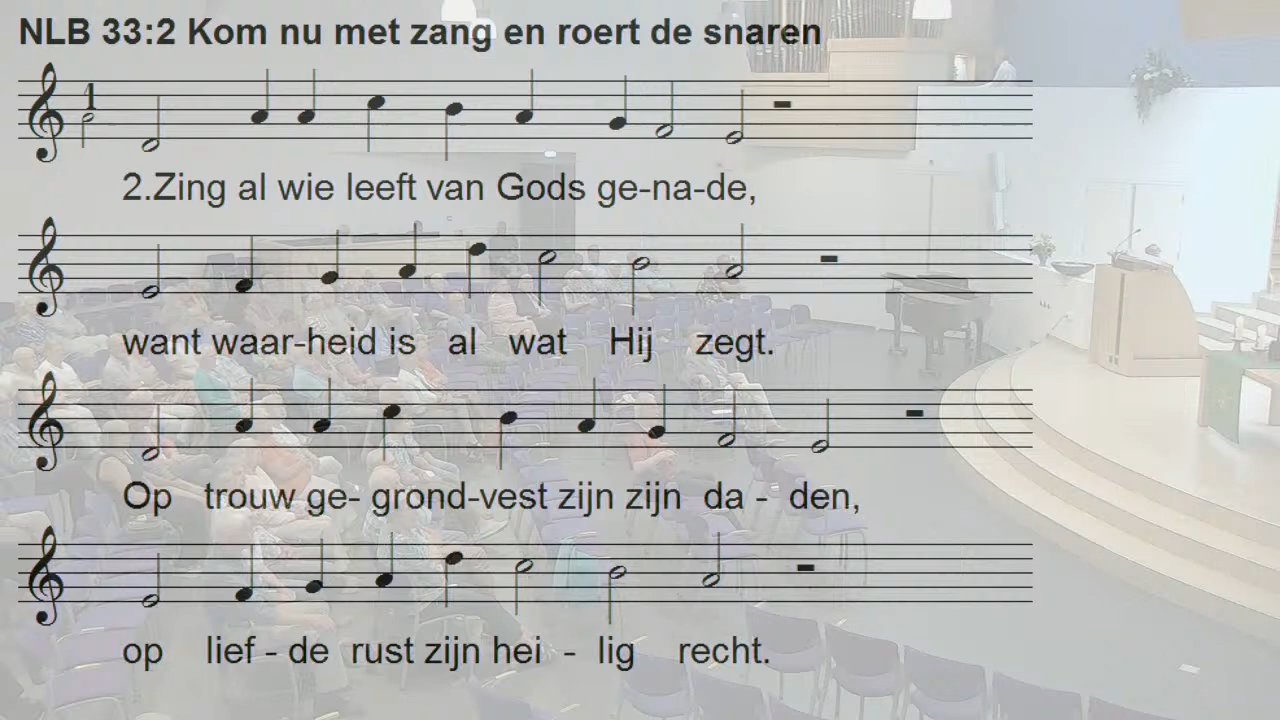 NLB 33:2 Kom nu met zang en roert de snaren
1
2.Zing al wie leeft van Gods ge-na-de,
want waar-heid is al wat Hij zegt.
Op trouw ge- grond-vest zijn zijn da - den,
op lief - de rust zijn hei - lig recht.